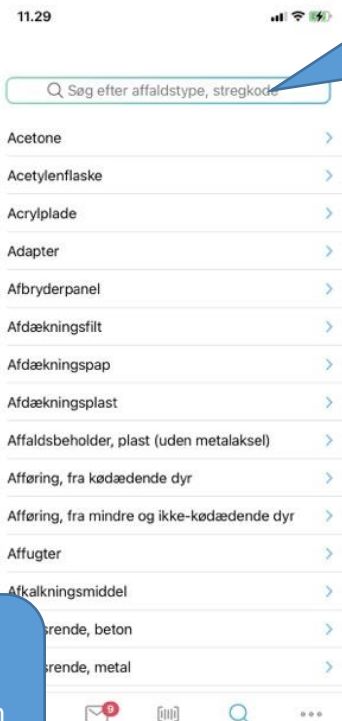 11.29
Søg efter affaldstype, stregkode
Acetone
Acetylenflaske
Acrylplade
Adapter
Afbryderpanel
Afdækningsfilt
Afdækningspap
Afdækningsplast
Affaldsbeholder, plast (uden metalaksel)
Afføring, fra kødædende dyr
Afføring, fra mindre og ikke-kødædende dyr
Affugter
Afkalkningsmiddel
beton
metal
9